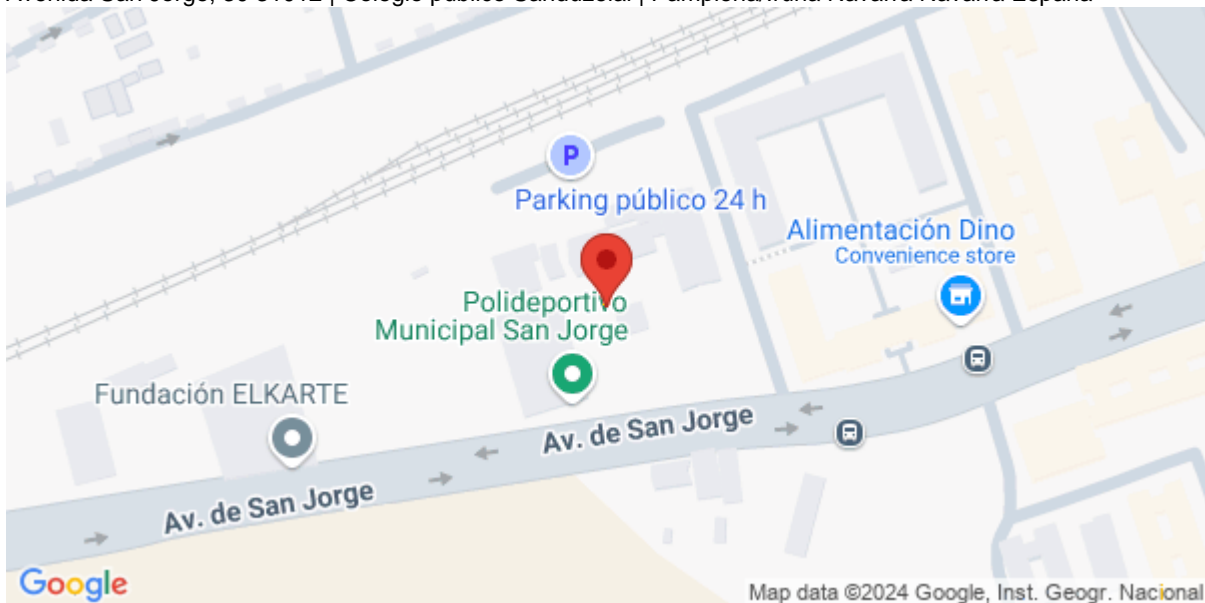 P
Parking público 24 h
Alimentación Dino
Convenience store
Polideportivo
Municipal San Jorge
Fundación ELKARTE
Av. de San Jorge
Av. de San Jorge
Google
Map data ©2024 Google, Inst. Geogr. Nacional